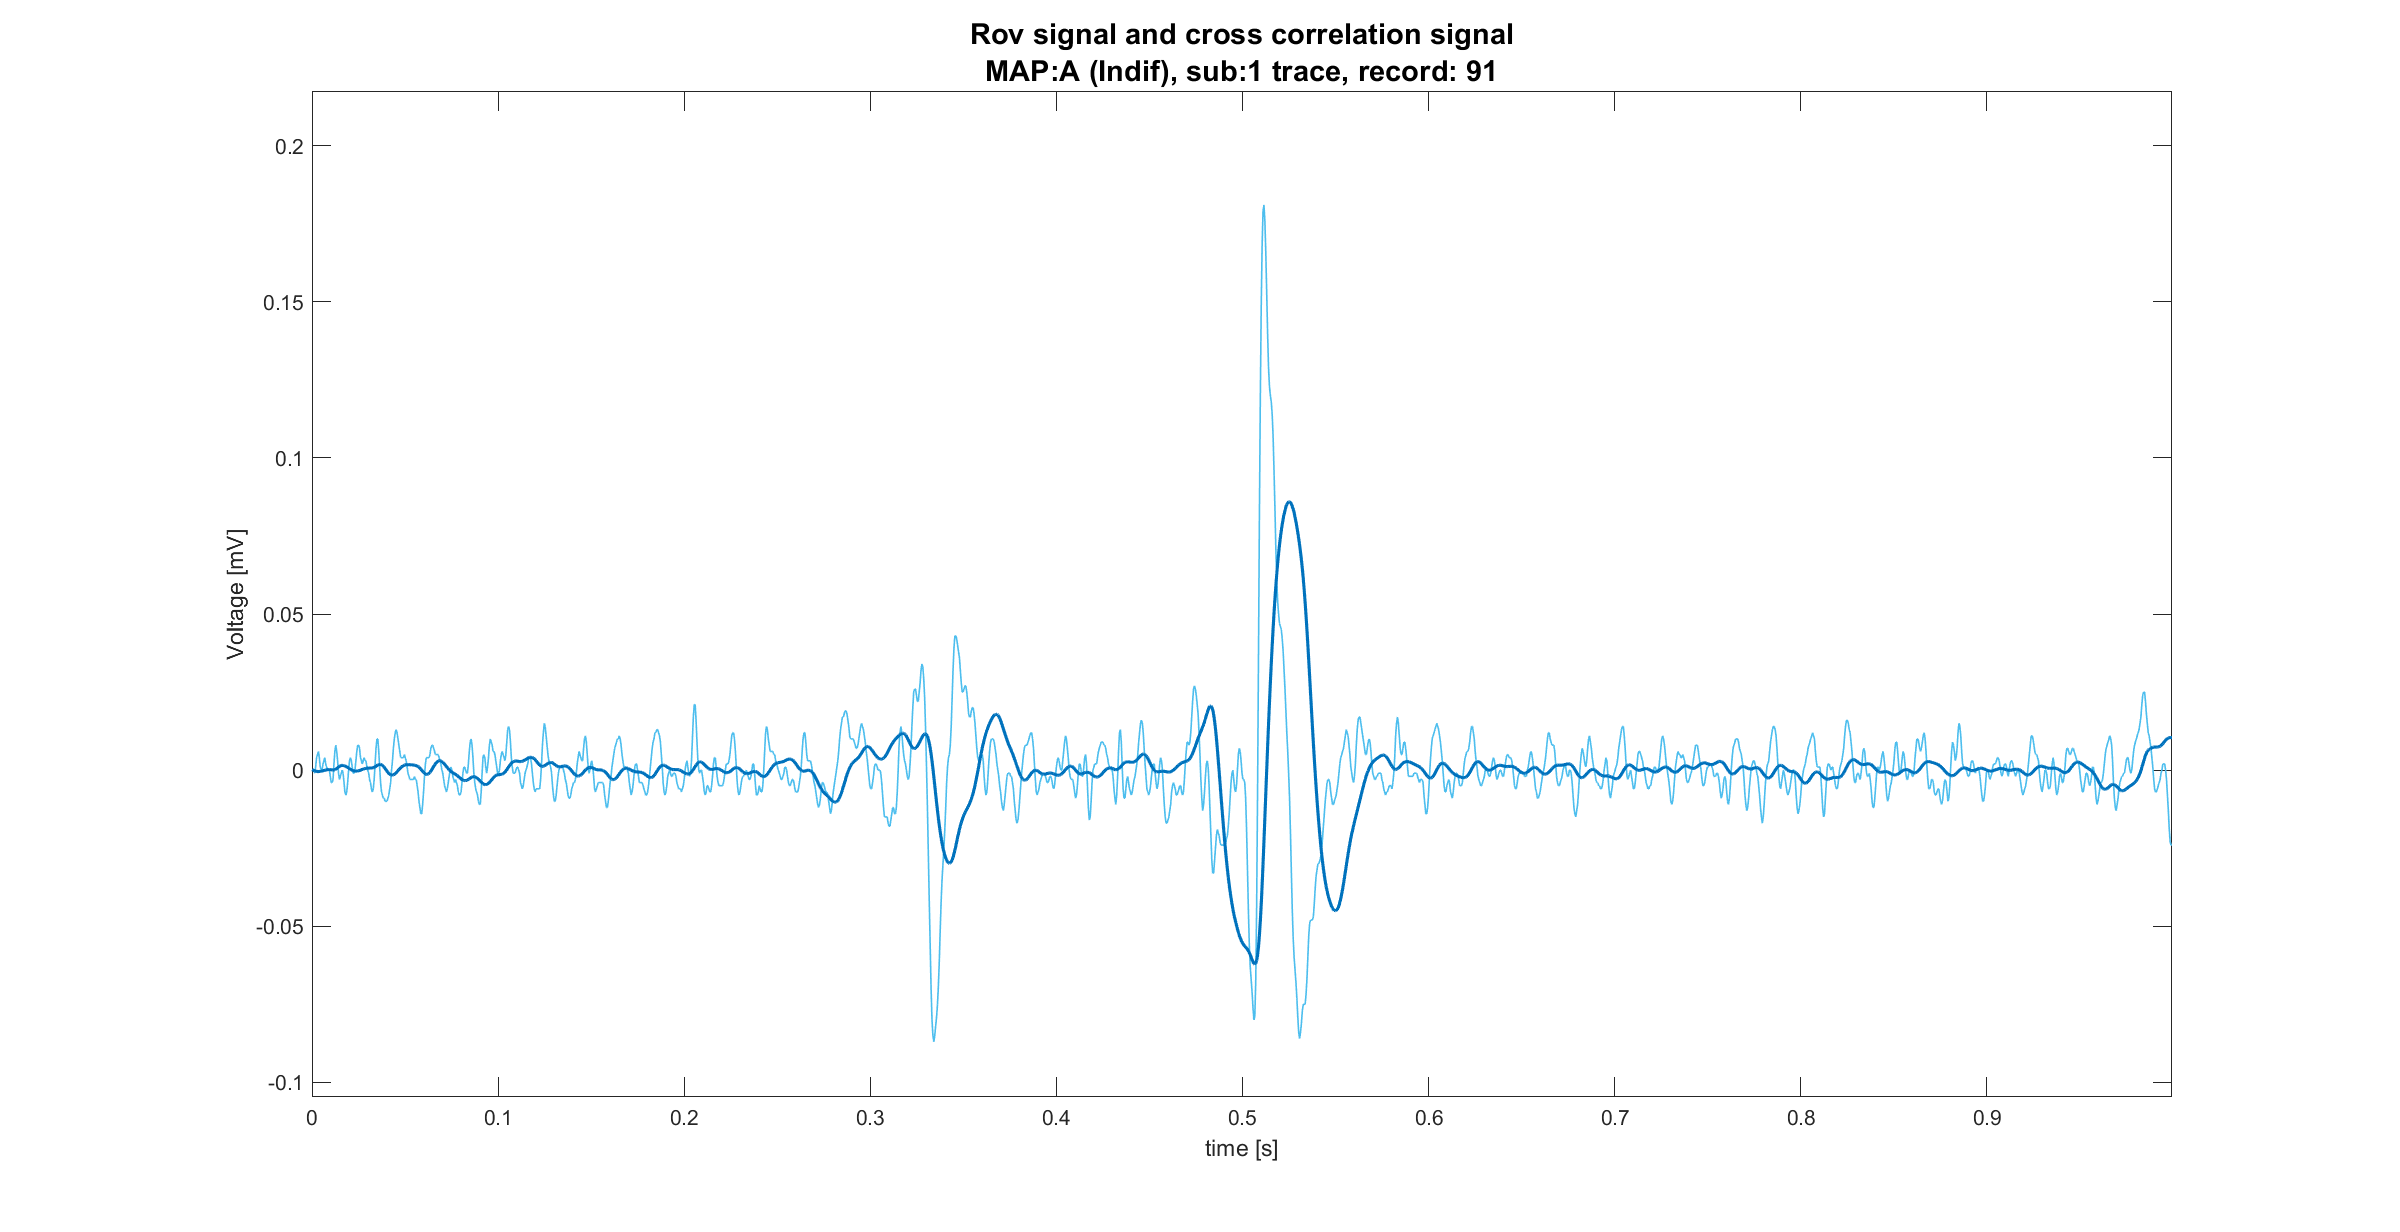 Rov signal and cross correlation signal
MAP:A (Indif), sub:1 trace, record: 91
0.2
0.15
0.1
0.05
0
-0.05
-0.1
Voltage [mV]
0 0.1 0.2 0.3 0.4 0.5 0.6 0.7 0.8 0.9
time [s]